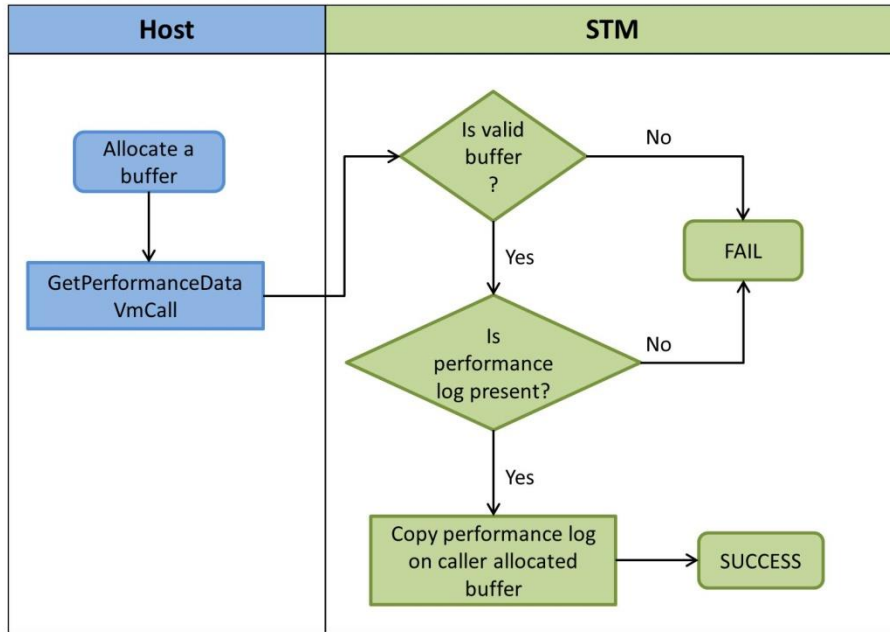 Host
STM
Allocate a
buffer
GetPerformanceData
VmCall
Is valid
buffer
?
No
Yes
FAIL
Is
performance
log present?
No
Yes
Copy performance log
on caller allocated
buffer
SUCCESS